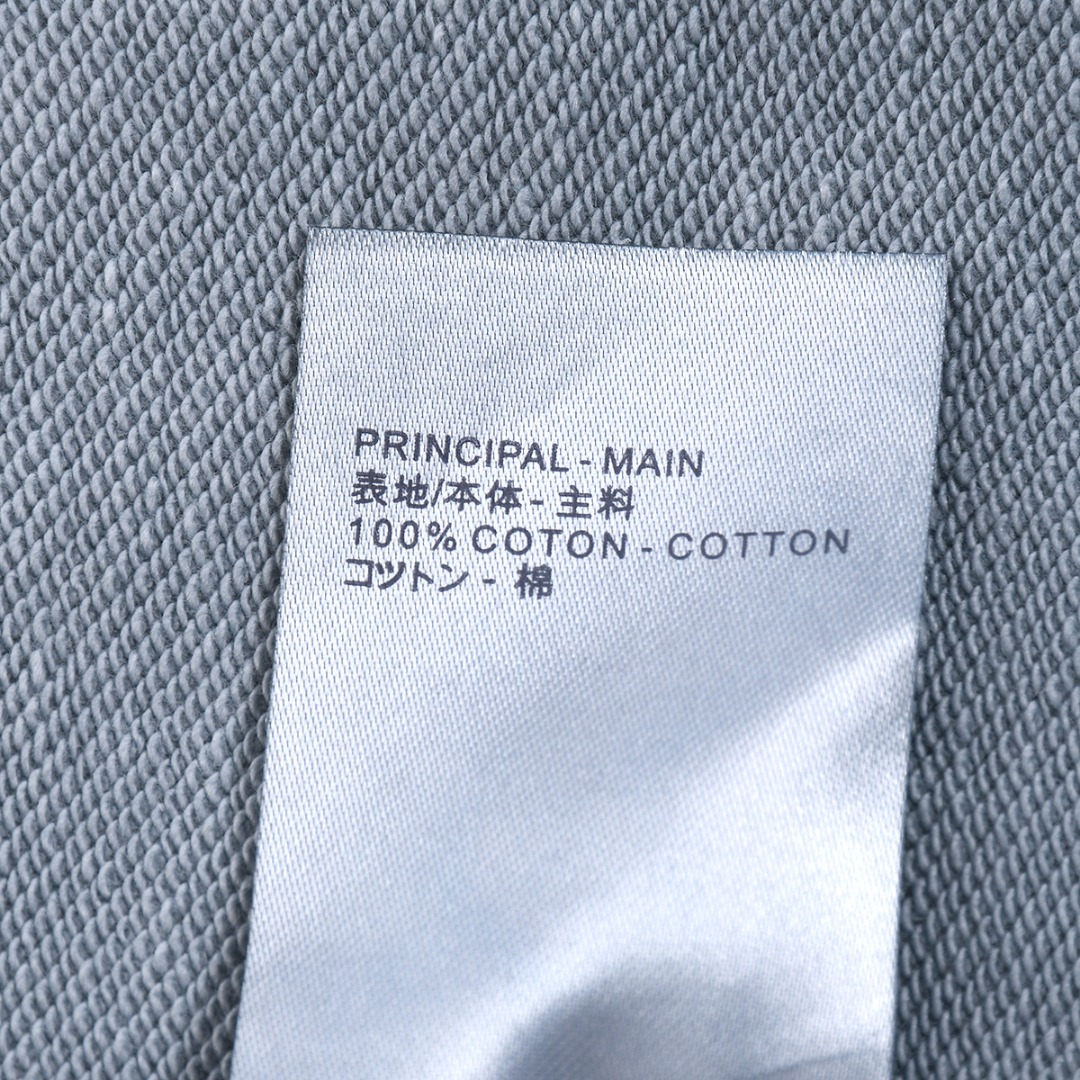 PRINCIPAL - MAIN
表地/本体 - 主料
100% COTON - COTTON
コットン - 棉